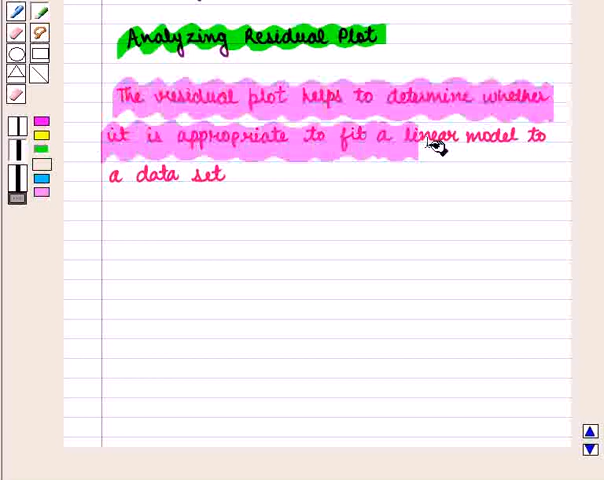 Analyzing Residual Plot
The residual plot helps to determine whether
it is appropriate to fit a linear model to
a data set